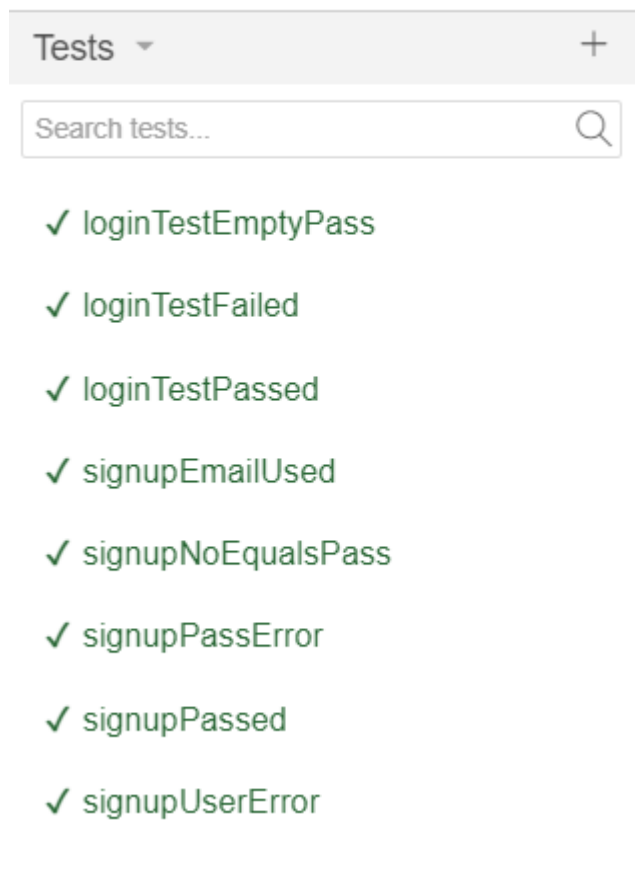 Tests
Search tests...
✓ loginTestEmptyPass
✓ loginTestFailed
✓ loginTestPassed
✓ signupEmailUsed
✓ signupNoEqualsPass
✓ signupPassError
✓ signupPassed
✓ signupUserError